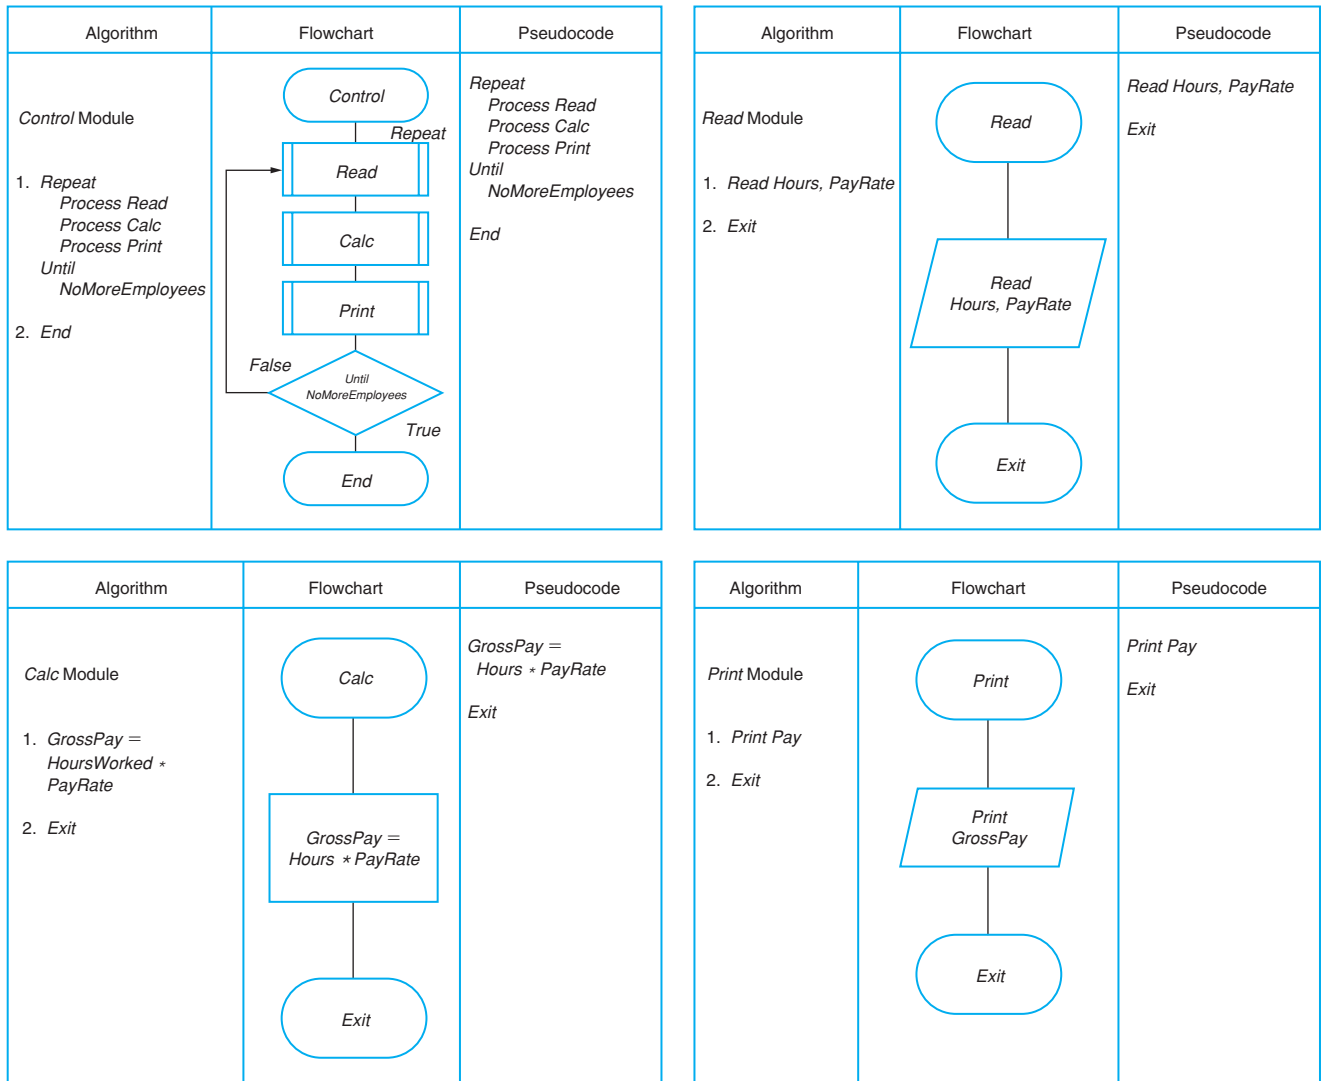 Algorithm
Flowchart
Pseudocode
Control Module
1. Repeat
Process Read
Process Calc
Process Print
Until
NoMoreEmployees
2. End
Control
Repeat
Read
Calc
Print
False
Until
NoMoreEmployees
True
End
Repeat
Process Read
Process Calc
Process Print
Until
NoMoreEmployees
End
Algorithm
Flowchart
Pseudocode
Read Module
1. Read Hours, PayRate
2. Exit
Read
Read
Hours, PayRate
Exit
Read Hours, PayRate
Exit
Algorithm
Flowchart
Pseudocode
Calc Module
1. GrossPay =
HoursWorked *
PayRate
2. Exit
Calc
GrossPay =
Hours * PayRate
Exit
GrossPay =
Hours * PayRate
Exit
Algorithm
Flowchart
Pseudocode
Print Module
1. Print Pay
2. Exit
Print
Print
GrossPay
Exit
Print Pay
Exit